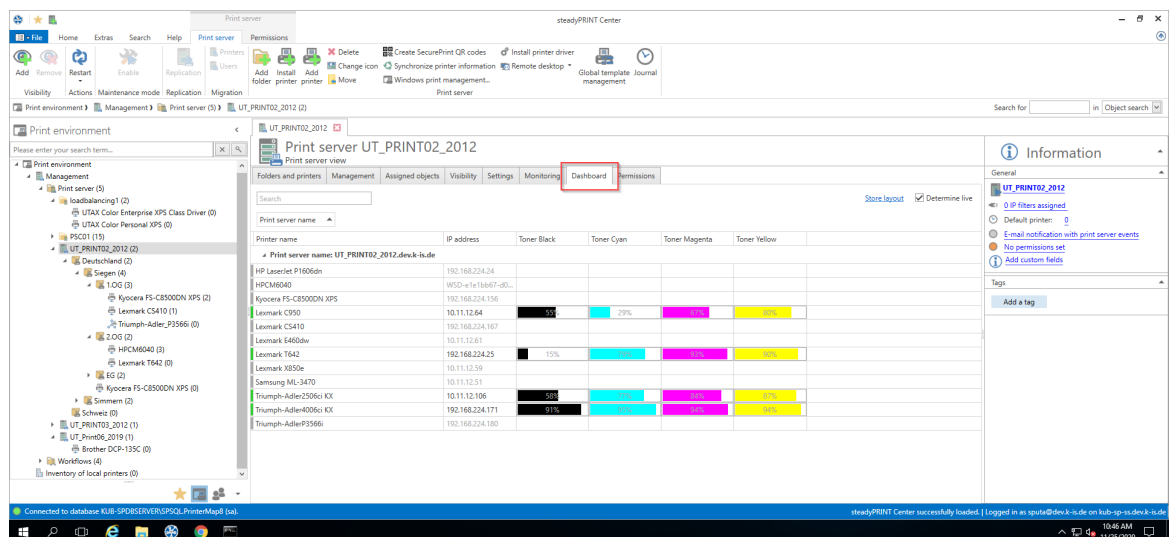 Print server
steadyPRINT Center
File Home Extras Search Help Print server Permissions
Add Remove
Restart
Enable
Replication
Printers
Users
Add folder
Install printer
Add printer
Delete
Change icon
Move
Create SecurePrint QR codes
Synchronize printer information
Windows print management...
Install printer driver
Remote desktop
Global template management
Journal
Visibility Actions Maintenance mode Replication Migration Print server
Print environment Management Print server (5) UT_PRINT02_2012 (2)
Search for in Object search
Print environment
Please enter your search term...
Print environment
Management
Print server (5)
loadbalancing1 (2)
UTAX Color Enterprise XPS Class Driver (0)
UTAX Color Personal XPS (0)
PSC01 (15)
UT_PRINT02_2012 (2)
Deutschland (2)
Siegen (4)
1.OG (3)
Kyocera FS-C8500DN XPS (2)
Lexmark CS410 (1)
Triumph-Adler_P3566i (0)
2.OG (2)
HPCM6040 (3)
Lexmark T642 (0)
EG (2)
Kyocera FS-C8500DN XPS (0)
Simmern (2)
Schweiz (0)
UT_PRINT03_2012 (1)
UT_Print06_2019 (1)
Brother DCP-135C (0)
Workflows (4)
Inventory of local printers (0)
UT_PRINT02_2012
Print server UT_PRINT02_2012
Print server view
Folders and printers Management Assigned objects Visibility Settings Monitoring Dashboard Permissions
Search
Store layout Determine live
Print server name
Printer name IP address Toner Black Toner Cyan Toner Magenta Toner Yellow
Print server name: UT_PRINT02_2012.dev.k-is.de
HP LaserJet P1606dn 192.168.224.24
HPCM6040 WSD-e1e1bb67-d0...
Kyocera FS-C8500DN XPS 192.168.224.156
Lexmark C950 10.11.12.64 55% 29% 67% 80%
Lexmark CS410 192.168.224.167
Lexmark E460dw 10.11.12.61
Lexmark T642 192.168.224.25 15% 93% 90%
Lexmark X850e 10.11.12.59
Samsung ML-3470 10.11.12.51
Triumph-Adler2506ci KX 10.11.12.106 58% 84% 87%
Triumph-Adler4006ci KX 192.168.224.171 91% 94% 94%
Triumph-AdlerP3566i 192.168.224.180
Information
General
UT_PRINT02_2012
0 IP filters assigned
Default printer: 0
E-mail notification with print server events
No permissions set
Add custom fields
Tags
Add a tag
Connected to database KUB-SPDBSERVER\SPSQL.PrinterMap8 (sa).
steadyPRINT Center successfully loaded. | Logged in as sputa@dev.k-is.de on kub-sp-ss.dev.k-is.de
10:46 AM
11/25/2020